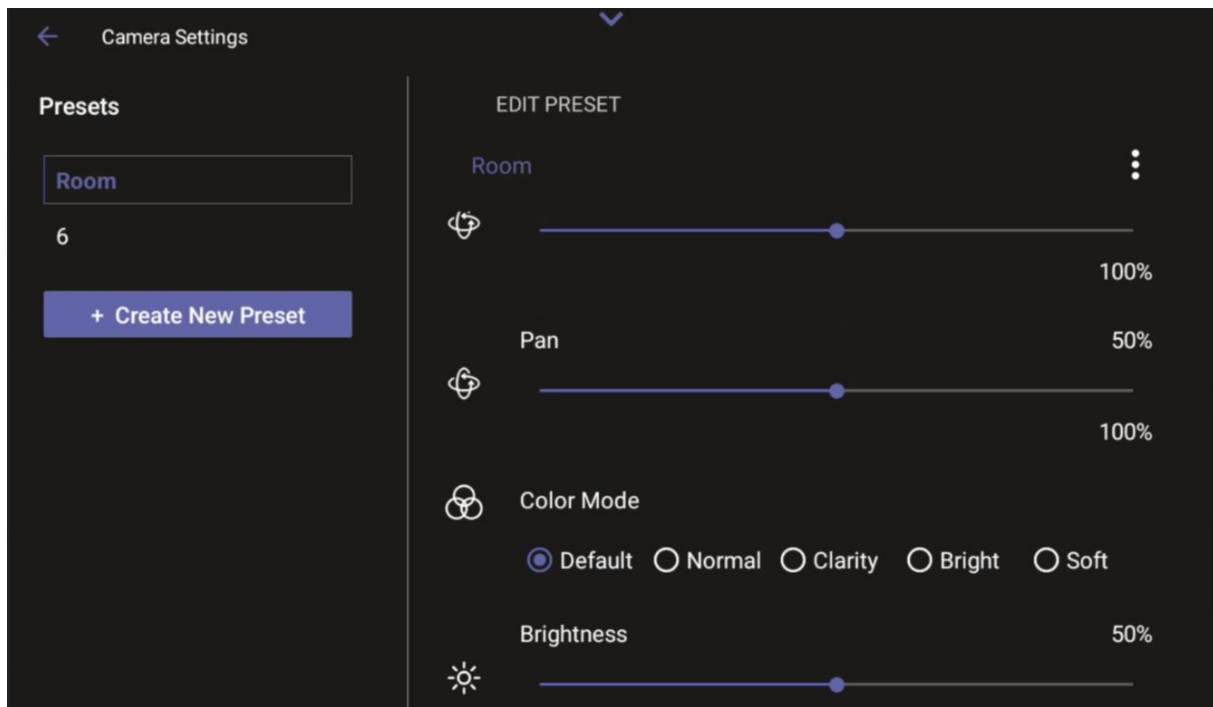 Camera Settings
Presets
Room
6
+ Create New Preset
EDIT PRESET
Room
100%
Pan 50%
100%
Color Mode
Default Normal Clarity Bright Soft
Brightness 50%